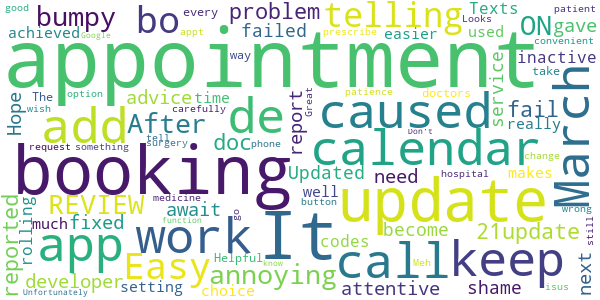 bumpy bo problem telling Texts ON gave
good Google every appt prescribe patience Looks convenient patient
achieved way failed easier used inactive
appointment
Hope The wish option carefully time Great doctors service take
add de caused March
advice After report doc phone fail really
request something tell surgery Don't hospital change
booking It calendar
Updated need makes
reported rolling REVIEW await well become 21update update next
much fixed codes wrong still
app work call keep
medicine go button
developer Easy annoying attentive shame
function Helpful know Meh isus
Unfortunately setting choice